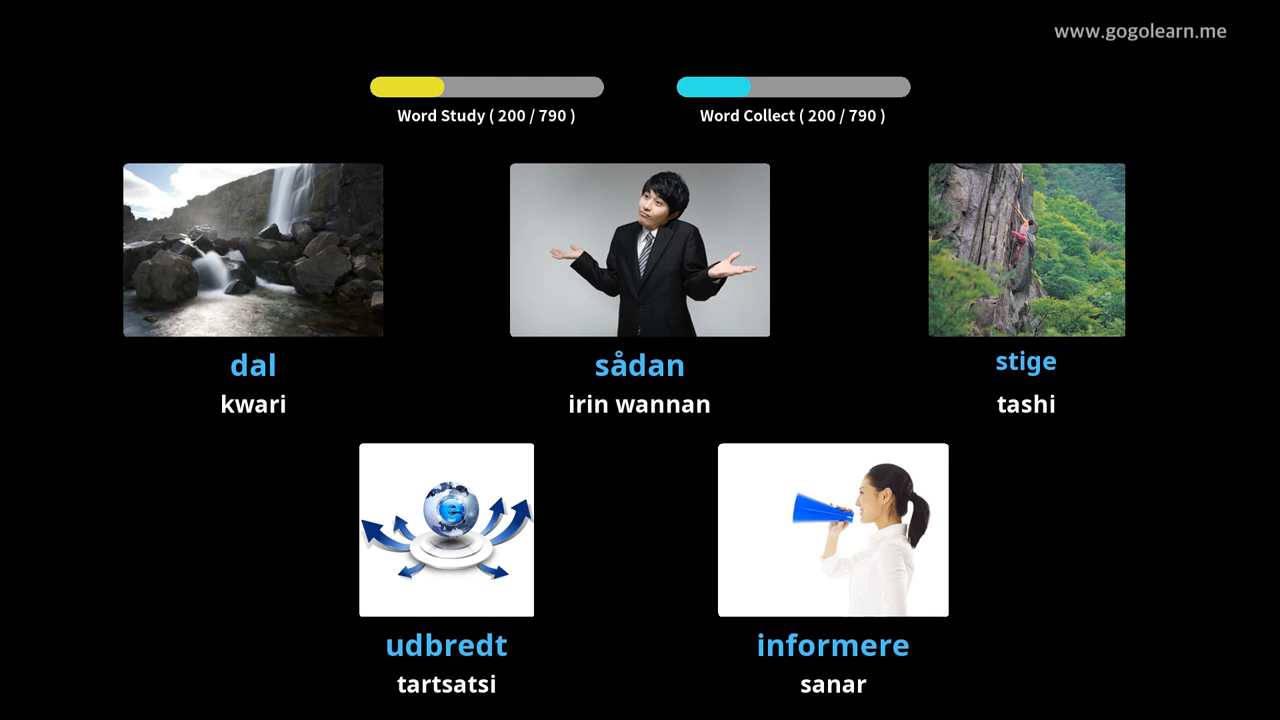 www.gogolearn.me
Word Study ( 200 / 790 )
Word Collect ( 200 / 790 )
dal
kwari
sådan
irin wannan
stige
tashi
e
udbredt
tartsatsi
informere
sanar